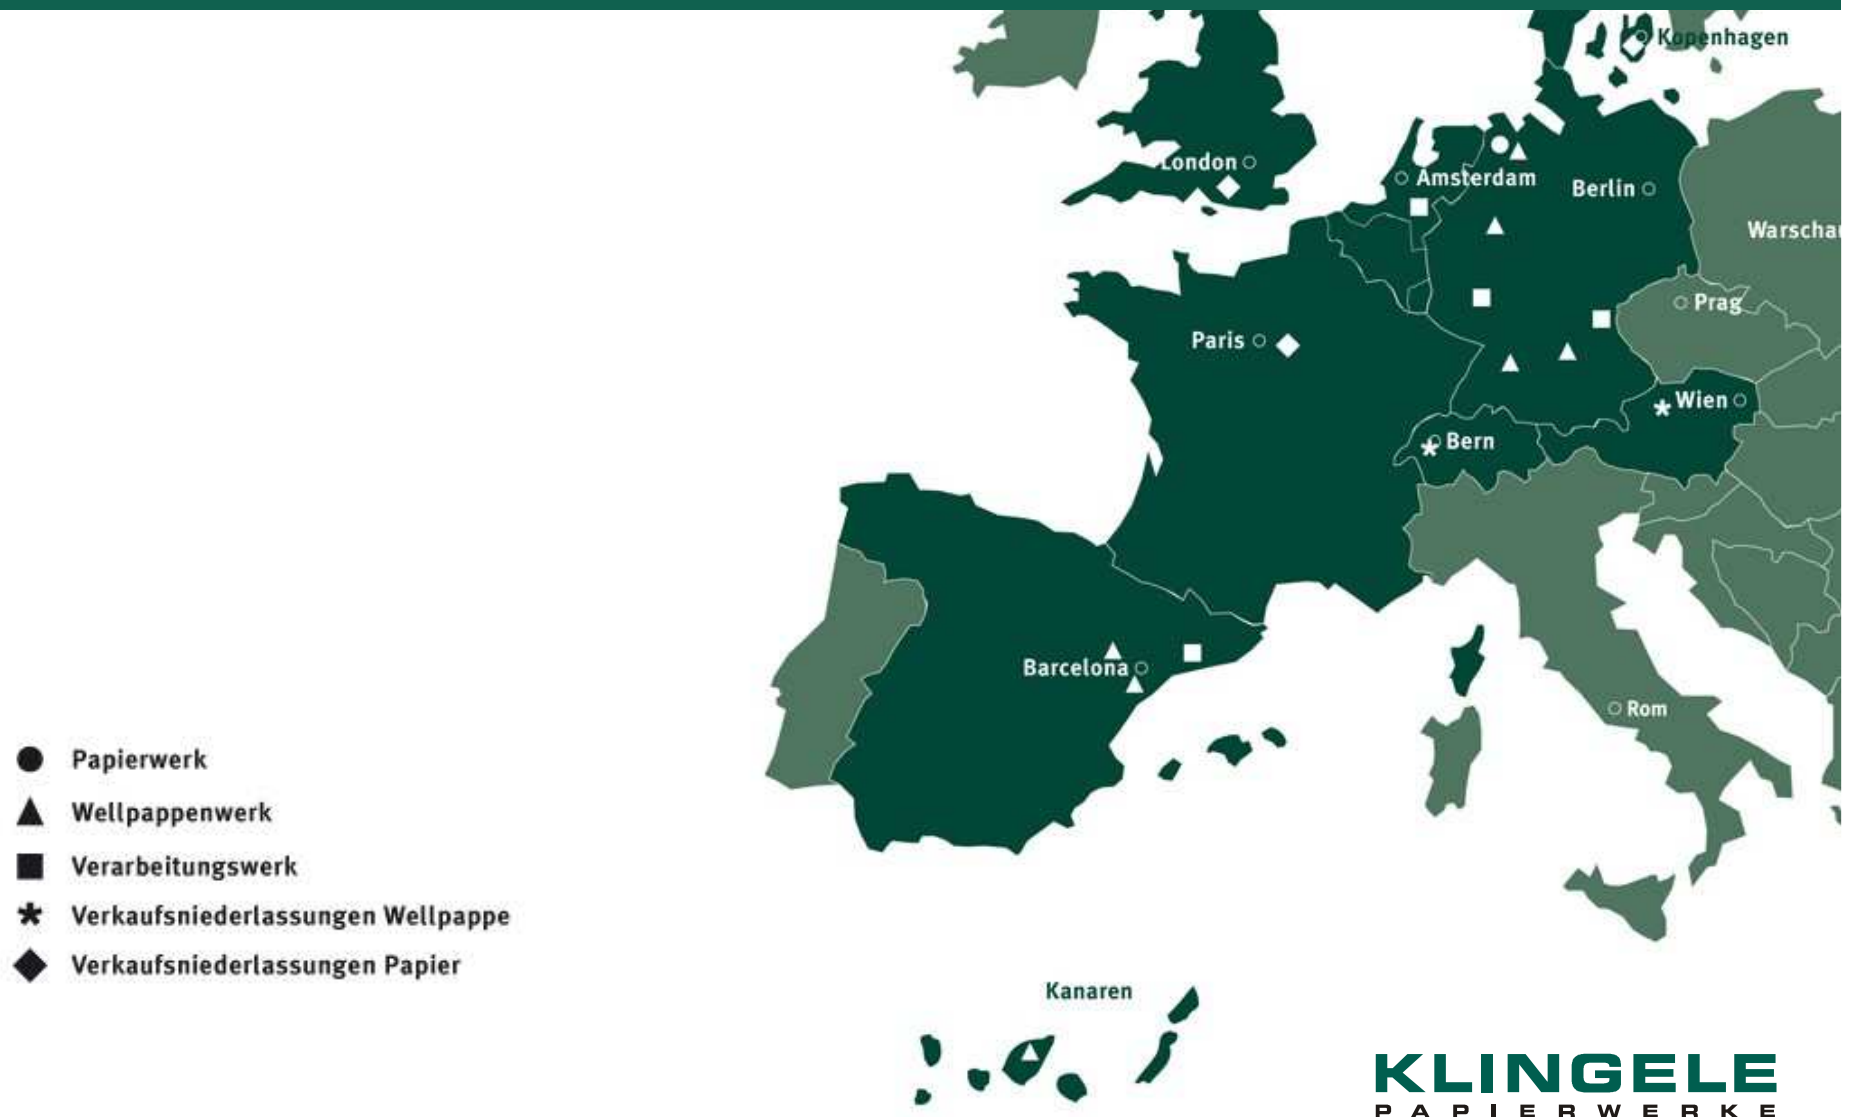 Kopenhagen
London
Amsterdam
Berlin
Warschau
Prag
Paris
Wien
Bern
Barcelona
Rom
Papierwerk
Wellpappenwerk
Verarbeitungswerk
Verkaufsniederlassungen Wellpappe
Verkaufsniederlassungen Papier
Kanaren
KLINGELE
PAPIERWERKE